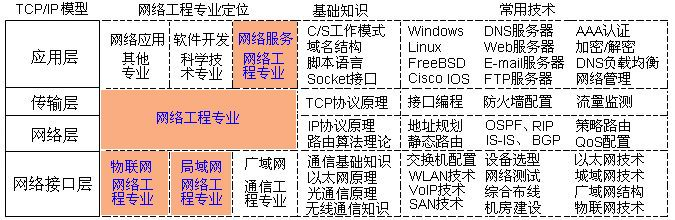 TCP/IP模型 网络工程专业定位 基础知识 常用技术
应用层
网络应用 其他专业
软件开发 科学技术专业
网络服务 网络工程专业
C/S工作模式
域名结构
脚本语言
Socket接口
Windows DNS服务器 AAA认证
Linux Web服务器 加密/解密
FreeBSD E-mail服务器 DNS负载均衡
Cisco IOS FTP服务器 网络管理
传输层
网络层
网络工程专业
TCP协议原理 接口编程 防火墙配置 流量监测
IP协议原理 地址规划 OSPF、RIP 策略路由
路由算法理论 静态路由 IS-IS、BGP QoS配置
网络接口层
物联网 网络工程专业
局域网 网络工程专业
广域网 通信工程专业
通信基础知识 交换机配置 设备选型 以太网技术
以太网原理 WLAN技术 网络测试 城域网技术
光通信原理 VoIP技术 综合布线 广域网结构
无线通信知识 SAN技术 机房建设 物联网技术